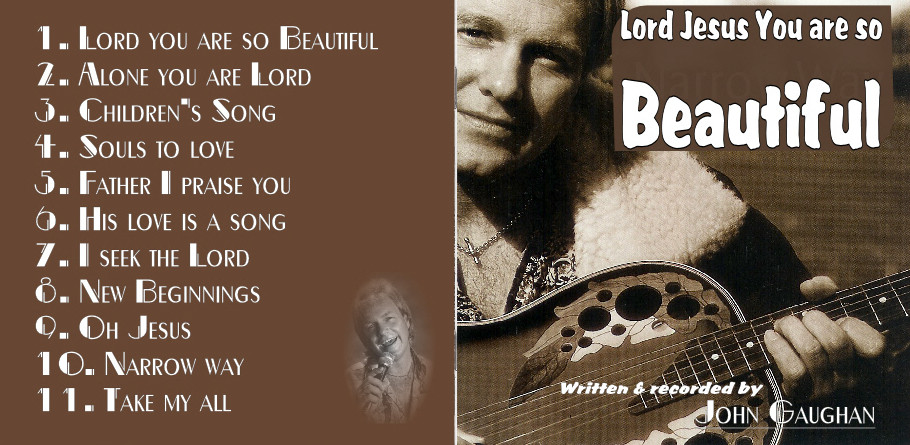 1. Lord you are so Beautiful
2. Alone you are Lord
3. Children"s Song
4. Souls to love
5. Father I praise you
6. His love is a song
7. I seek the Lord
8. New Beginnings
9. Oh Jesus
10. Narrow way
11. Take my all
Lord Jesus You are so
Beautiful
Written & recorded by
John Gaughan